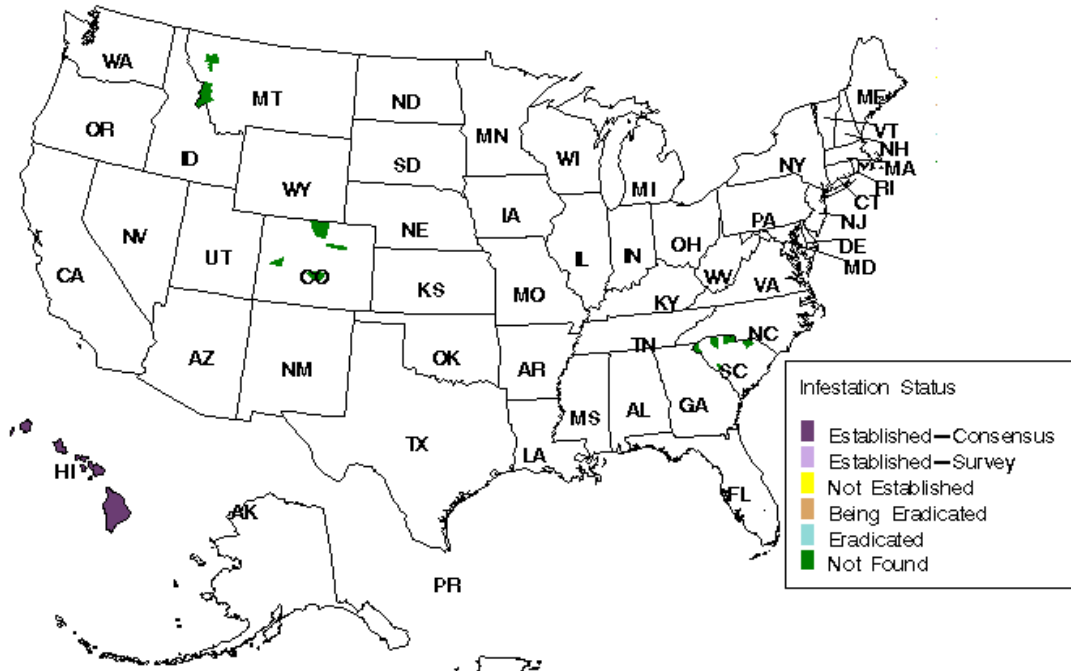 WA
MT
ND
OR
ID
SD
WY
MN
WI
MI
ME
VT
NH
MA
RI
CT
NY
NJ
PA
DE
MD
NV
UT
CO
NE
IA
IL
IN
OH
WV
VA
KY
CA
AZ
NM
KS
MO
OK
AR
TN
NC
SC
MS
AL
GA
TX
LA
FL
HI
AK
PR
Infestation Status
Established—Consensus
Established—Survey
Not Established
Being Eradicated
Eradicated
Not Found